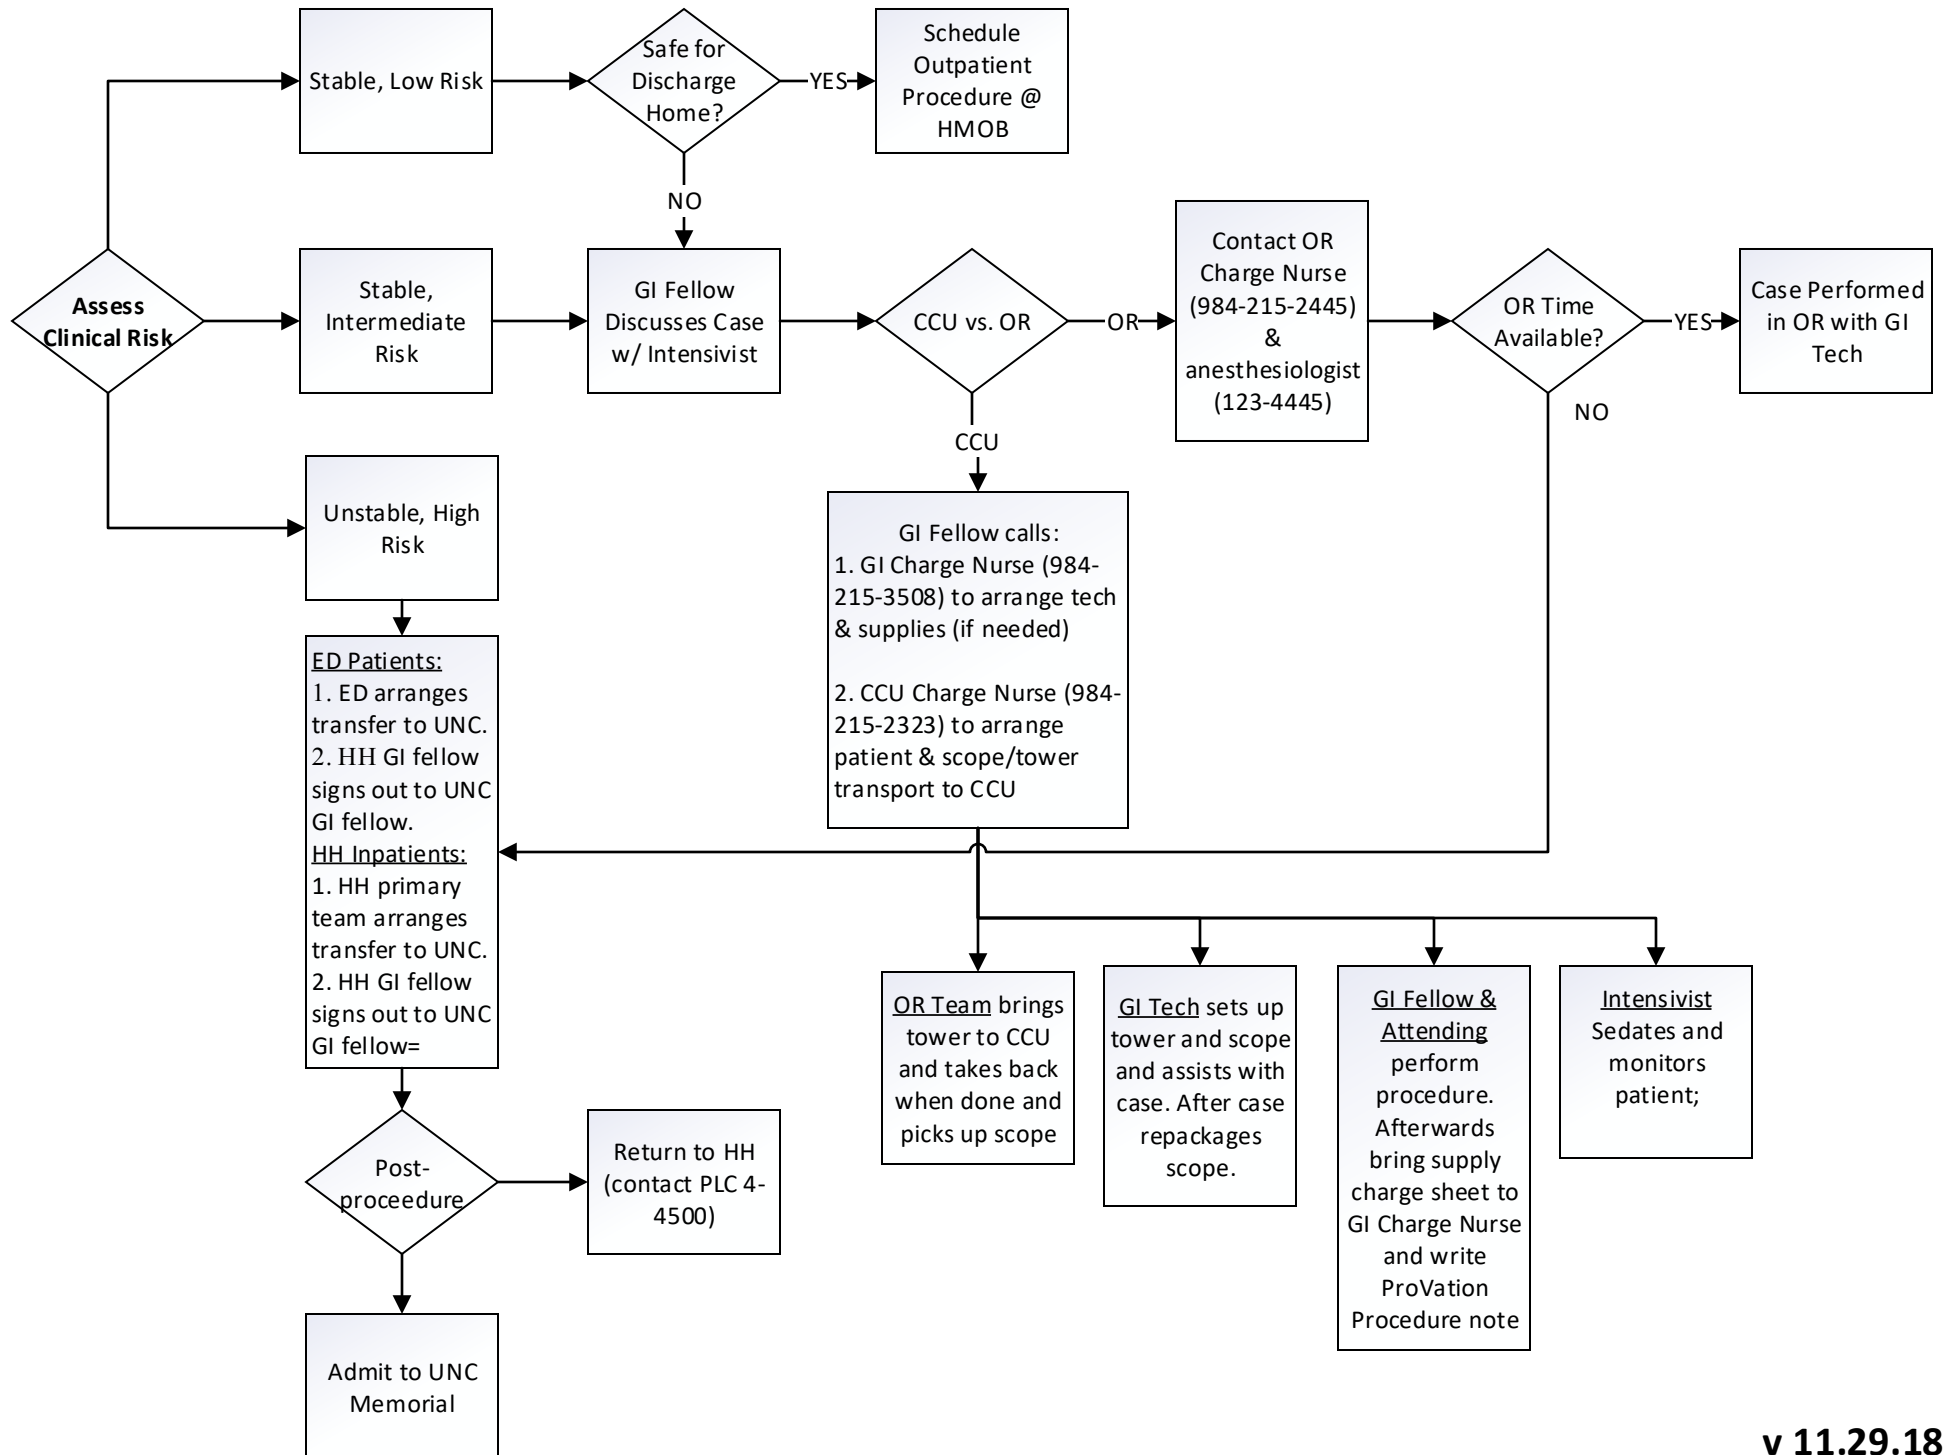 Stable, Low Risk
Safe for
Discharge
Home?
YES
Schedule
Outpatient
Procedure @
HMOB
NO
Assess
Clinical Risk
Stable,
Intermediate
Risk
GI Fellow
Discusses Case
w/ Intensivist
CCU vs. OR
OR
Contact OR
Charge Nurse
(984-215-2445)
&
anesthesiologist
(123-4445)
OR Time
Available?
YES
Case Performed
in OR with GI
Tech
NO
CCU
Unstable, High
Risk
GI Fellow calls:
1. GI Charge Nurse (984-
215-3508) to arrange tech
& supplies (if needed)
2. CCU Charge Nurse (984-
215-2323) to arrange
patient & scope/tower
transport to CCU
ED Patients:
1. ED arranges
transfer to UNC.
2. HH GI fellow
signs out to UNC
GI fellow.
HH Inpatients:
1. HH primary
team arranges
transfer to UNC.
2. HH GI fellow
signs out to UNC
GI fellow=
OR Team brings
tower to CCU
and takes back
when done and
picks up scope
GI Tech sets up
tower and scope
and assists with
case. After case
repackages
scope.
GI Fellow &
Attending
perform
procedure.
Afterwards
bring supply
charge sheet to
GI Charge Nurse
and write
ProVation
Procedure note
Intensivist
Sedates and
monitors
patient;
Post-
proceedure
Return to HH
(contact PLC 4-
4500)
Admit to UNC
Memorial
v 11.29.18